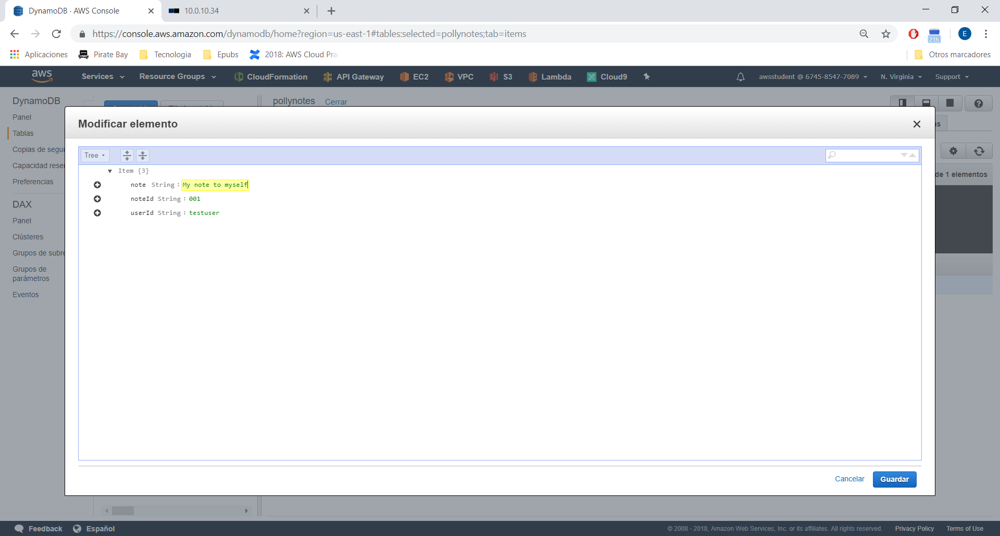 DynamoDB · AWS Console
10.0.10.34
https://console.aws.amazon.com/dynamodb/home?region=us-east-1#tables:selected=pollynotes;tab=items
21h
E
Aplicaciones
Pirate Bay
Tecnologia
Epubs
2018: AWS Cloud Pra
Otros marcadores
aws
Services
Resource Groups
CloudFormation
API Gateway
EC2
VPC
S3
Lambda
Cloud9
awsstudent @ 6745-8547-7089
N. Virginia
Support
DynamoDB
Panel
Tablas
Copias de segu
Capacidad rese
Preferencias
DAX
Panel
Clústeres
Grupos de subre
Grupos de
parámetros
Eventos
pollynotes Cerrar
de 1 elementos
Modificar elemento
Tree
Item {3}
note String : My note to myself
noteId String : 001
userId String : testuser
Cancelar
Guardar
Feedback
Español
© 2008 - 2018, Amazon Web Services, Inc. or its affiliates. All rights reserved.
Privacy Policy
Terms of Use